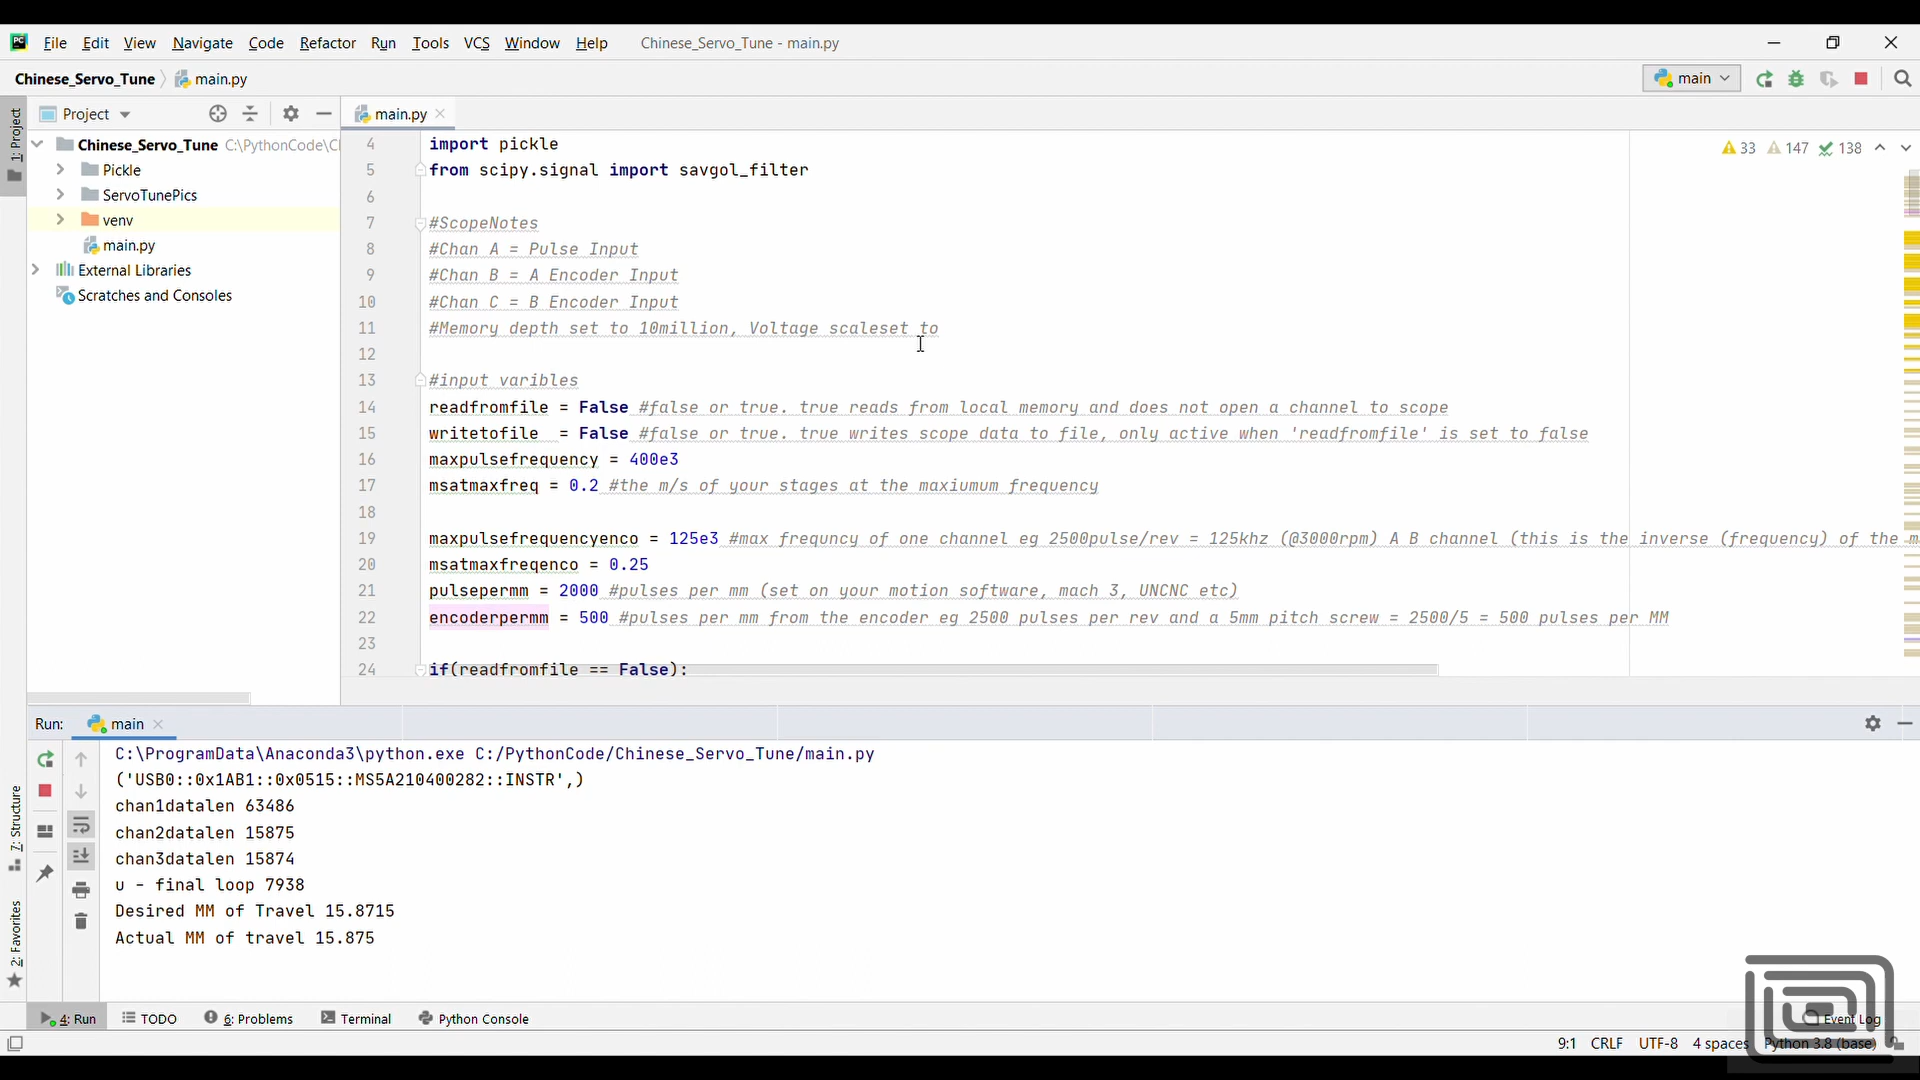 File Edit View Navigate Code Refactor Run Tools VCS Window Help Chinese_Servo_Tune - main.py
Chinese_Servo_Tune main.py main
Project main.py
1: Project
Chinese_Servo_Tune C:\PythonCode\C
Pickle
ServoTunePics
venv
main.py
External Libraries
Scratches and Consoles
33 147 138
4 import pickle
5 from scipy.signal import savgol_filter
6
7 #ScopeNotes
8 #Chan A = Pulse Input
9 #Chan B = A Encoder Input
10 #Chan C = B Encoder Input
11 #Memory depth set to 10million, Voltage scaleset to
12
13 #input varibles
14 readfromfile = False #false or true. true reads from local memory and does not open a channel to scope
15 writetofile  = False #false or true. true writes scope data to file, only active when 'readfromfile' is set to false
16 maxpulsefrequency = 400e3
17 msatmaxfreq = 0.2 #the m/s of your stages at the maxiumum frequency
18
19 maxpulsefrequencyenco = 125e3 #max frequncy of one channel eg 2500pulse/rev = 125khz (@3000rpm) A B channel (this is the inverse (frequency) of the m
20 msatmaxfreqenco = 0.25
21 pulsepermm = 2000 #pulses per mm (set on your motion software, mach 3, UNCNC etc)
22 encoderpermm = 500 #pulses per mm from the encoder eg 2500 pulses per rev and a 5mm pitch screw = 2500/5 = 500 pulses per MM
23
24 if(readfromfile == False):
Run: main
C:\ProgramData\Anaconda3\python.exe C:/PythonCode/Chinese_Servo_Tune/main.py
('USB0::0x1AB1::0x0515::MS5A210400282::INSTR',)
chan1datalen 63486
chan2datalen 15875
chan3datalen 15874
u - final loop 7938
Desired MM of Travel 15.8715
Actual MM of travel 15.875
7: Structure
2: Favorites
4: Run TODO 6: Problems Terminal Python Console Event Log
9:1 CRLF UTF-8 4 spaces Python 3.8 (base)